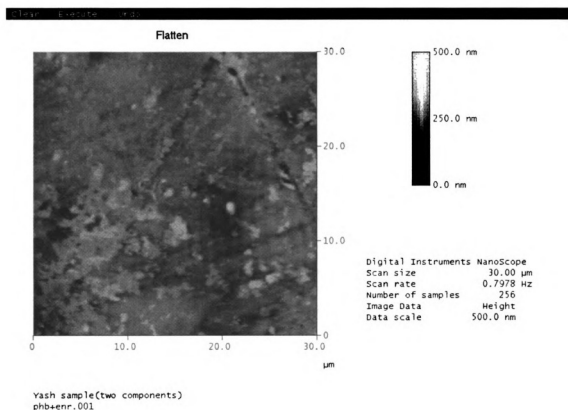 Clear Execute Undo
Flatten
30.0
20.0
10.0
0
0 10.0 20.0 30.0
µm
500.0 nm
250.0 nm
0.0 nm
Digital Instruments NanoScope
Scan size 30.00 µm
Scan rate 0.7978 Hz
Number of samples 256
Image Data Height
Data scale 500.0 nm
Yash sample(two components)
phb+enr.001